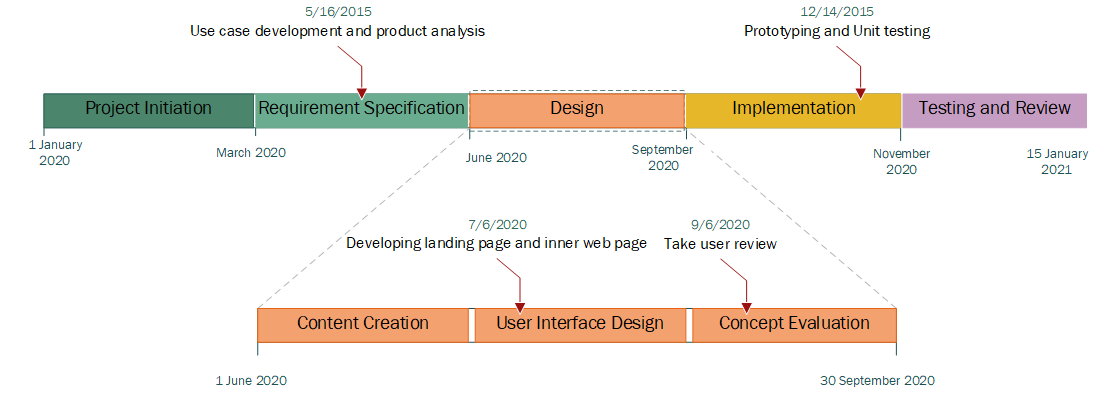 5/16/2015
Use case development and product analysis
12/14/2015
Prototyping and Unit testing
Project Initiation
Requirement Specification
Design
Implementation
Testing and Review
1 January
2020
March 2020
June 2020
September
2020
November
2020
15 January
2021
7/6/2020
Developing landing page and inner web page
9/6/2020
Take user review
Content Creation
User Interface Design
Concept Evaluation
1 June 2020
30 September 2020